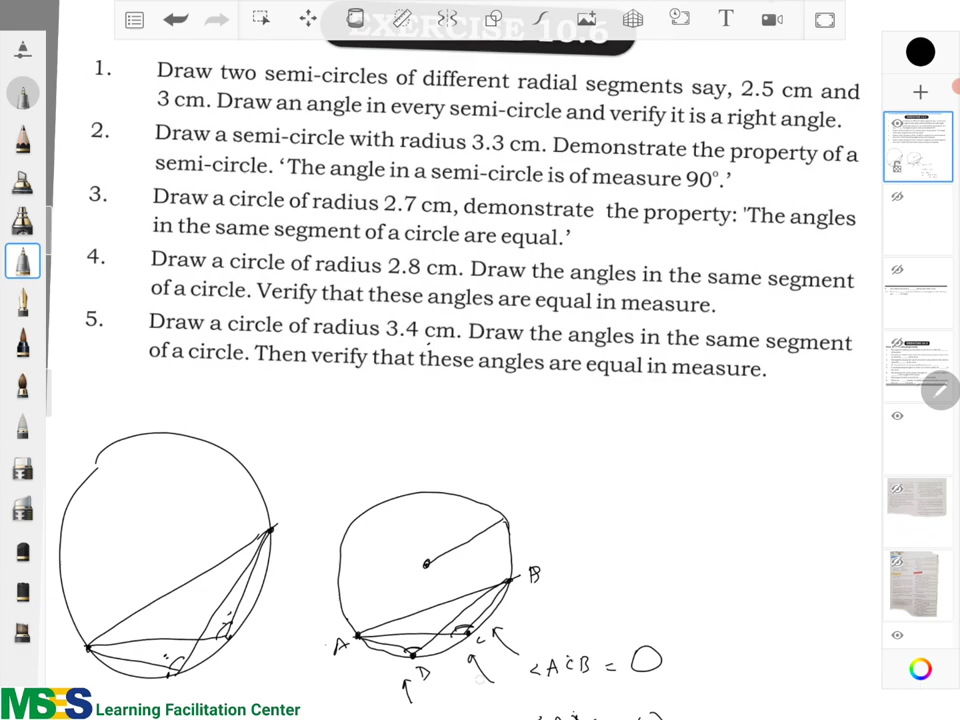 EXERCISE 10.6
1. Draw two semi-circles of different radial segments say, 2.5 cm and
3 cm. Draw an angle in every semi-circle and verify it is a right angle.
2. Draw a semi-circle with radius 3.3 cm. Demonstrate the property of a
semi-circle. ‘The angle in a semi-circle is of measure 90°.’
3. Draw a circle of radius 2.7 cm, demonstrate the property: 'The angles
in the same segment of a circle are equal.’
4. Draw a circle of radius 2.8 cm. Draw the angles in the same segment
of a circle. Verify that these angles are equal in measure.
5. Draw a circle of radius 3.4 cm. Draw the angles in the same segment
of a circle. Then verify that these angles are equal in measure.
B
A
C
D
<ACB =
MSES Learning Facilitation Center